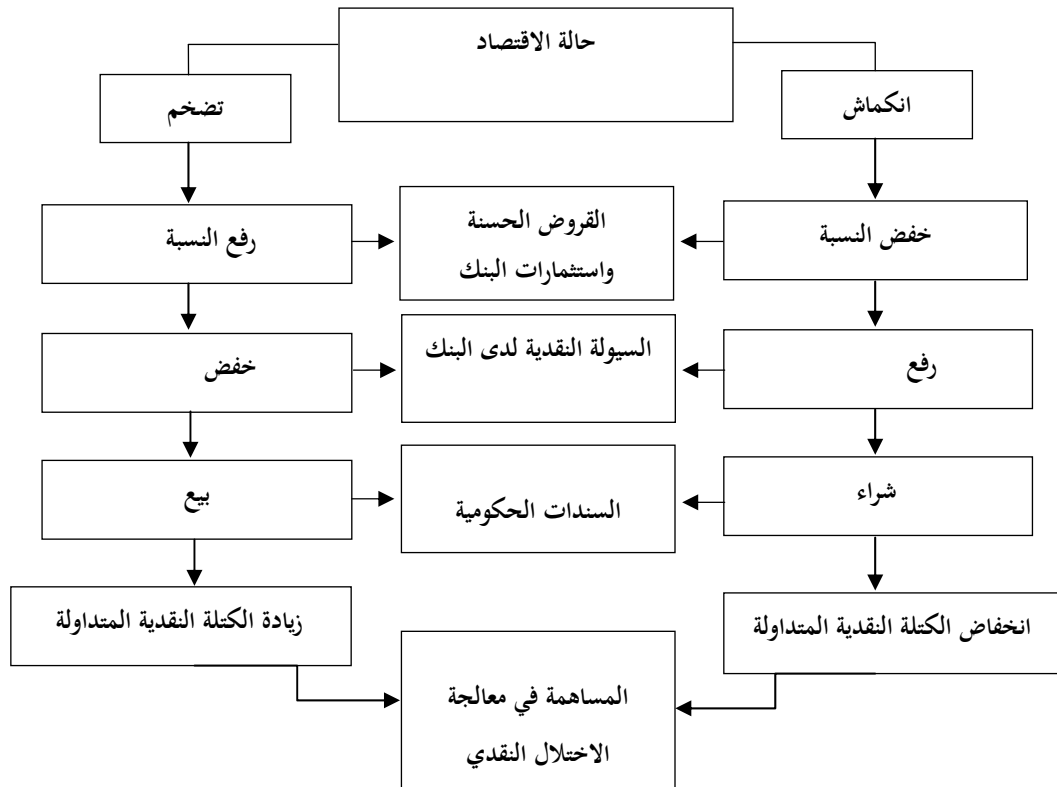 حالة الاقتصاد
انكماش
تضخم
خفض النسبة
القروض الحسنة
واستثمارات البنك
رفع النسبة
رفع
السيولة النقدية لدى البنك
خفض
شراء
السندات الحكومية
بيع
انخفاض الكتلة النقدية المتداولة
زيادة الكتلة النقدية المتداولة
المساهمة في معالجة
الاختلال النقدي